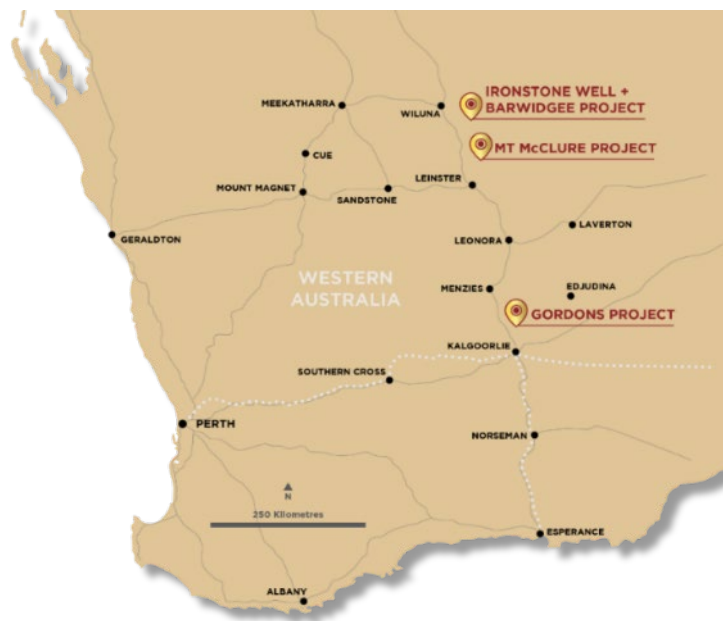 IRONSTONE WELL +
BARWIDGEE PROJECT
MEEKATHARRA
WILUNA
MT McCLURE PROJECT
CUE
LEINSTER
MOUNT MAGNET
SANDSTONE
LAVERTON
GERALDTON
LEONORA
WESTERN
AUSTRALIA
MENZIES
EDJUDINA
GORDONS PROJECT
KALGOORLIE
SOUTHERN CROSS
PERTH
NORSEMAN
N
250 Kilometres
ESPERANCE
ALBANY